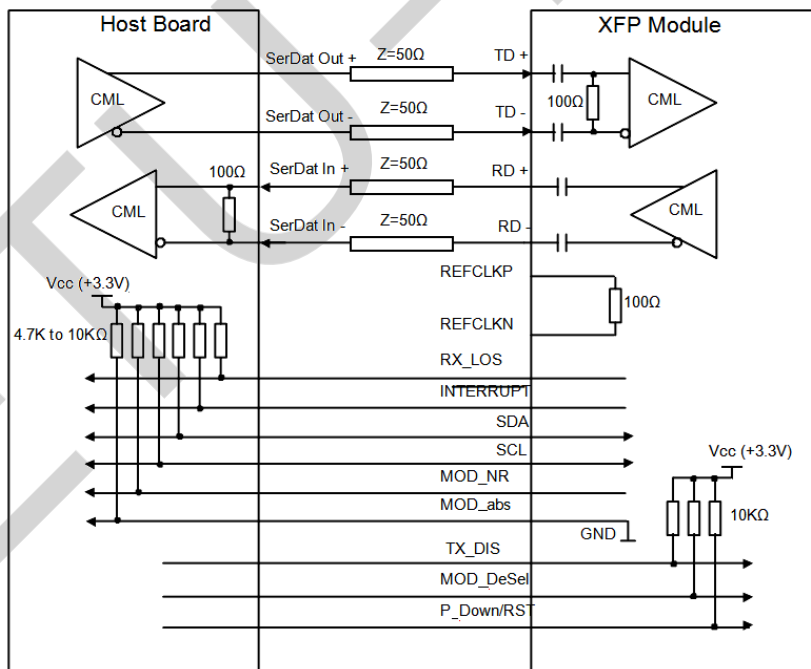 Host Board
XFP Module
SerDat Out +
Z=50Ω
TD +
CML
100Ω
CML
SerDat Out -
Z=50Ω
TD -
SerDat In +
Z=50Ω
RD +
100Ω
CML
CML
SerDat In -
Z=50Ω
RD -
REFCLKP
Vcc (+3.3V)
100Ω
REFCLKN
4.7K to 10KΩ
RX_LOS
INTERRUPT
SDA
SCL
Vcc (+3.3V)
MOD_NR
MOD_abs
10KΩ
GND
TX_DIS
MOD_DeSel
P_Down/RST